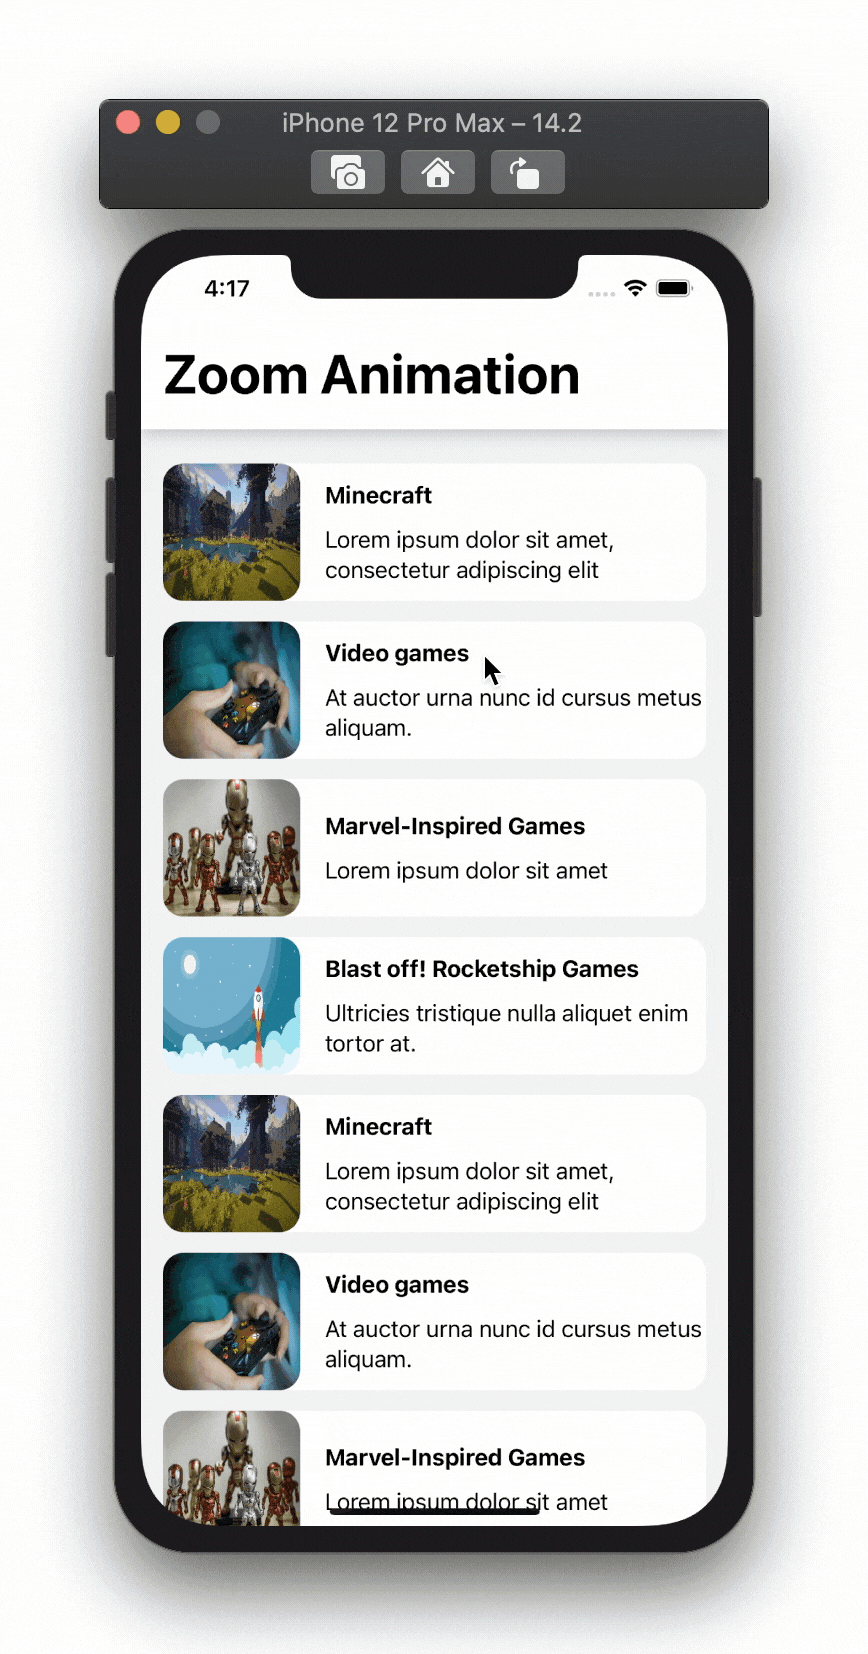 iPhone 12 Pro Max – 14.2
4:17
Zoom Animation
Minecraft
Lorem ipsum dolor sit amet,
consectetur adipiscing elit
Video games
At auctor urna nunc id cursus metus
aliquam.
Marvel-Inspired Games
Lorem ipsum dolor sit amet
Blast off! Rocketship Games
Ultricies tristique nulla aliquet enim
tortor at.
Minecraft
Lorem ipsum dolor sit amet,
consectetur adipiscing elit
Video games
At auctor urna nunc id cursus metus
aliquam.
Marvel-Inspired Games
Lorem ipsum dolor sit amet